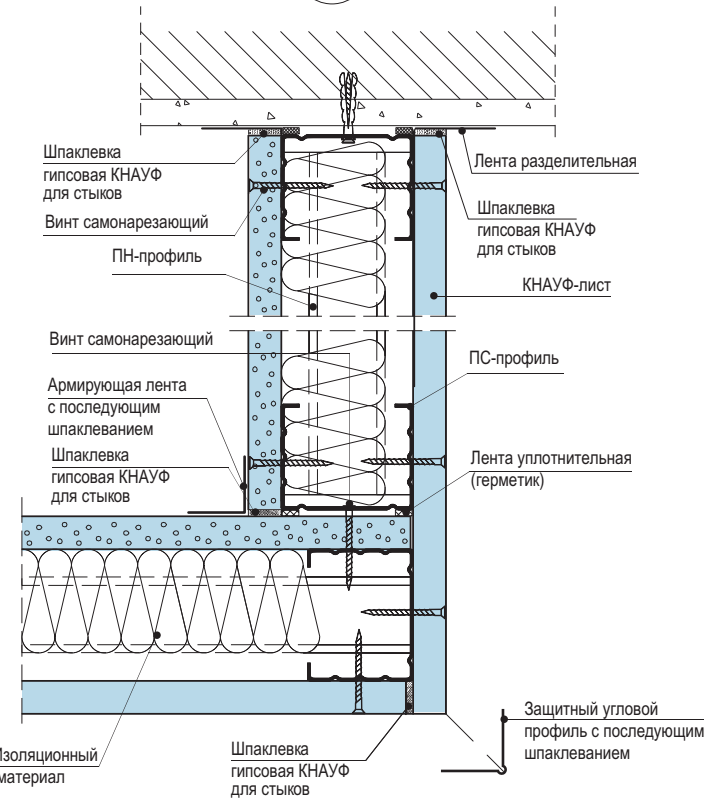 Шпаклевка
гипсовая КНАУФ
для стыков
Лента разделительная
Винт самонарезающий
Шпаклевка
гипсовая КНАУФ
для стыков
ПН-профиль
КНАУФ-лист
Винт самонарезающий
ПС-профиль
Армирующая лента
с последующим
шпаклеванием
Шпаклевка
гипсовая КНАУФ
для стыков
Лента уплотнительная
(герметик)
Изоляционный
материал
Шпаклевка
гипсовая КНАУФ
для стыков
Защитный угловой
профиль с последующим
шпаклеванием